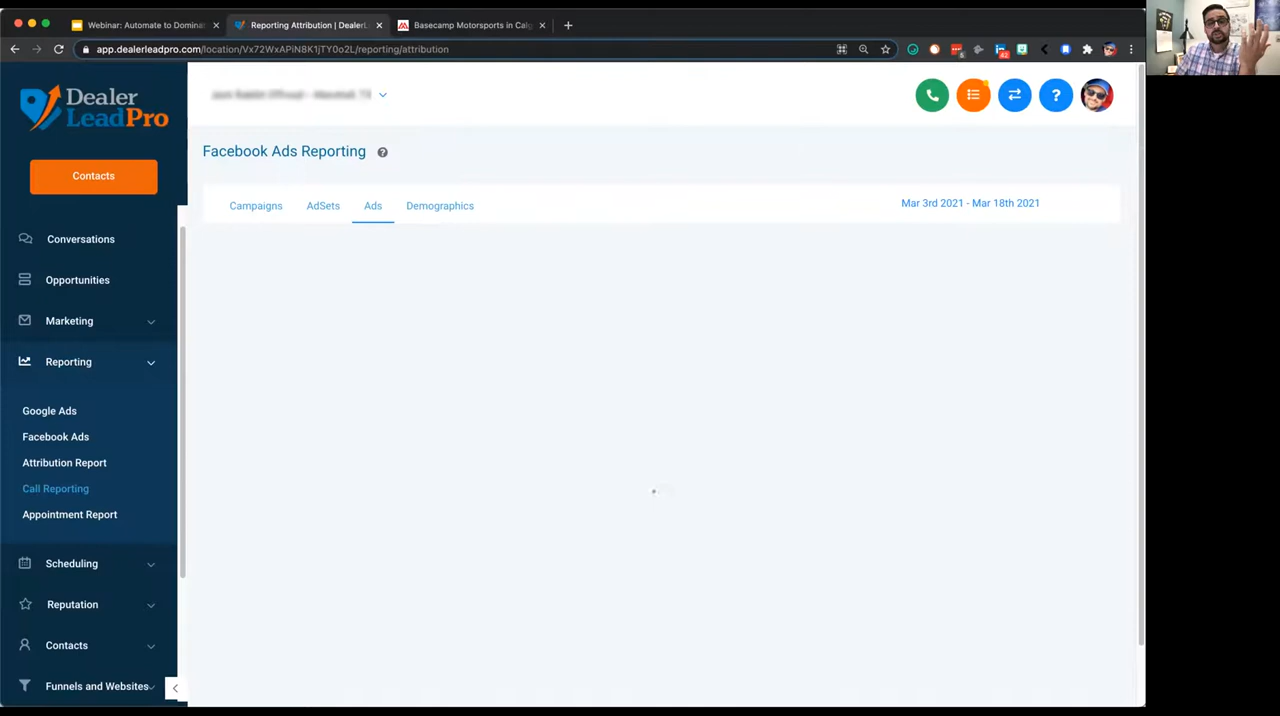 Webinar: Automate to Domina
Reporting Attribution | DealerL
Basecamp Motorsports in Calg
app.dealerleadpro.com/location/Vx72WxAPiN8K1jTY0o2L/reporting/attribution
Dealer
LeadPro
Contacts
Conversations
Opportunities
Marketing
Reporting
Google Ads
Facebook Ads
Attribution Report
Call Reporting
Appointment Report
Scheduling
Reputation
Contacts
Funnels and Websites
Facebook Ads Reporting
Campaigns
AdSets
Ads
Demographics
Mar 3rd 2021 - Mar 18th 2021